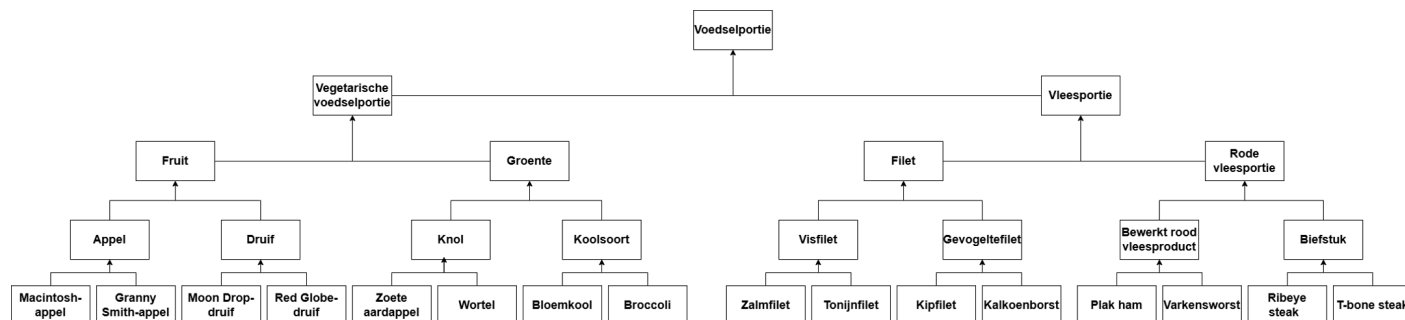 Voedselportie
Vegetarische
voedselportie
Vleesportie
Fruit
Groente
Filet
Rode
vleesportie
Appel
Druif
Knol
Koolsoort
Visfilet
Gevogeltefilet
Bewerkt rood
vleesproduct
Biefstuk
Macintosh-
appel
Granny
Smith-appel
Moon Drop-
druif
Red Globe-
druif
Zoete
aardappel
Wortel
Bloemkool
Broccoli
Zalmfilet
Tonijnfilet
Kipfilet
Kalkoenborst
Plak ham
Varkensworst
Ribeye
steak
T-bone steak